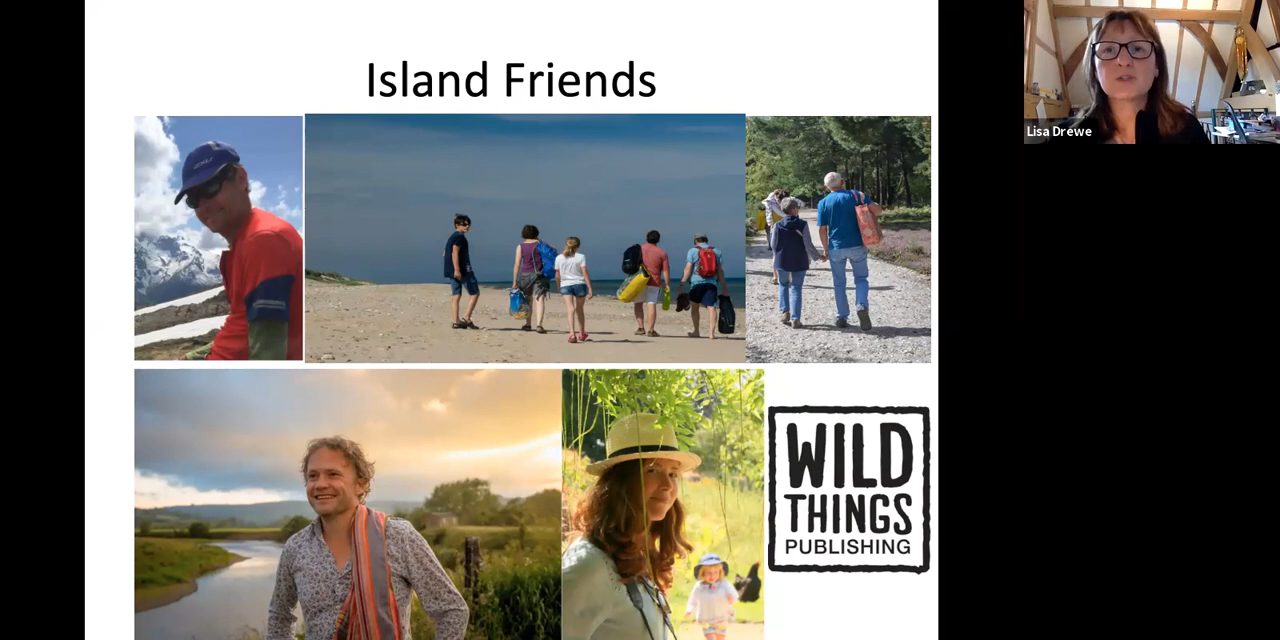 Island Friends
Lisa Drewe
WILD
THINGS
PUBLISHING